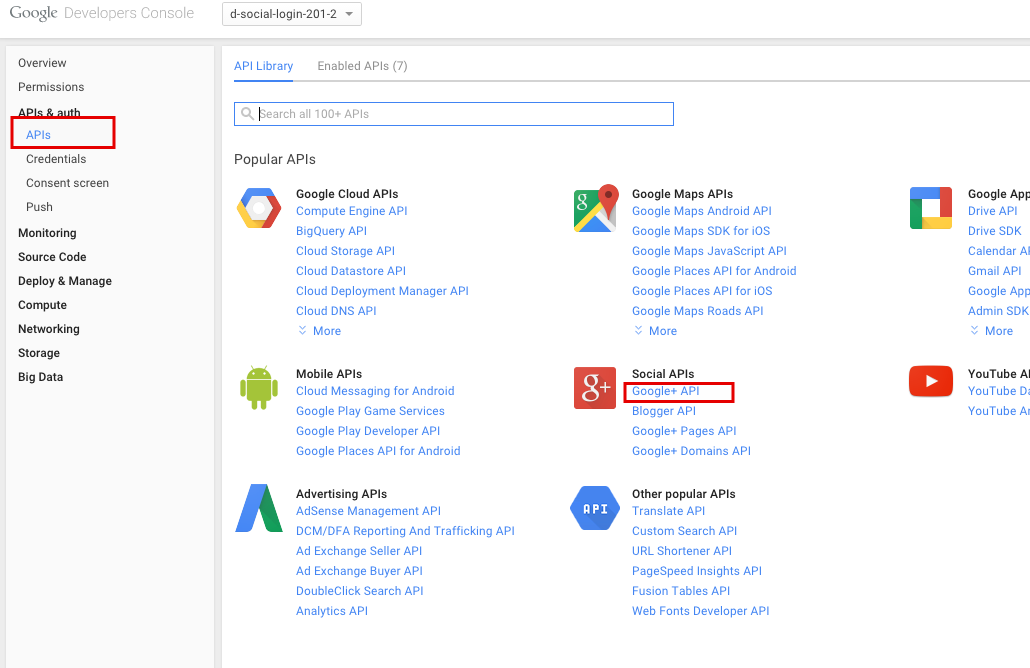 Google Developers Console
d-social-login-201-2
Overview
Permissions
APIs & auth
APIs
Credentials
Consent screen
Push
Monitoring
Source Code
Deploy & Manage
Compute
Networking
Storage
Big Data
API Library
Enabled APIs (7)
Search all 100+ APIs
Popular APIs
Google Cloud APIs
Compute Engine API
BigQuery API
Cloud Storage API
Cloud Datastore API
Cloud Deployment Manager API
Cloud DNS API
More
g
Google Maps APIs
Google Maps Android API
Google Maps SDK for iOS
Google Maps JavaScript API
Google Places API for Android
Google Places API for iOS
Google Maps Roads API
More
Google App
Drive API
Drive SDK
Calendar AP
Gmail API
Google App
Admin SDK
More
Mobile APIs
Cloud Messaging for Android
Google Play Game Services
Google Play Developer API
Google Places API for Android
g+
Social APIs
Google+ API
Blogger API
Google+ Pages API
Google+ Domains API
YouTube AP
YouTube Da
YouTube An
Advertising APIs
AdSense Management API
DCM/DFA Reporting And Trafficking API
Ad Exchange Seller API
Ad Exchange Buyer API
DoubleClick Search API
Analytics API
API
Other popular APIs
Translate API
Custom Search API
URL Shortener API
PageSpeed Insights API
Fusion Tables API
Web Fonts Developer API